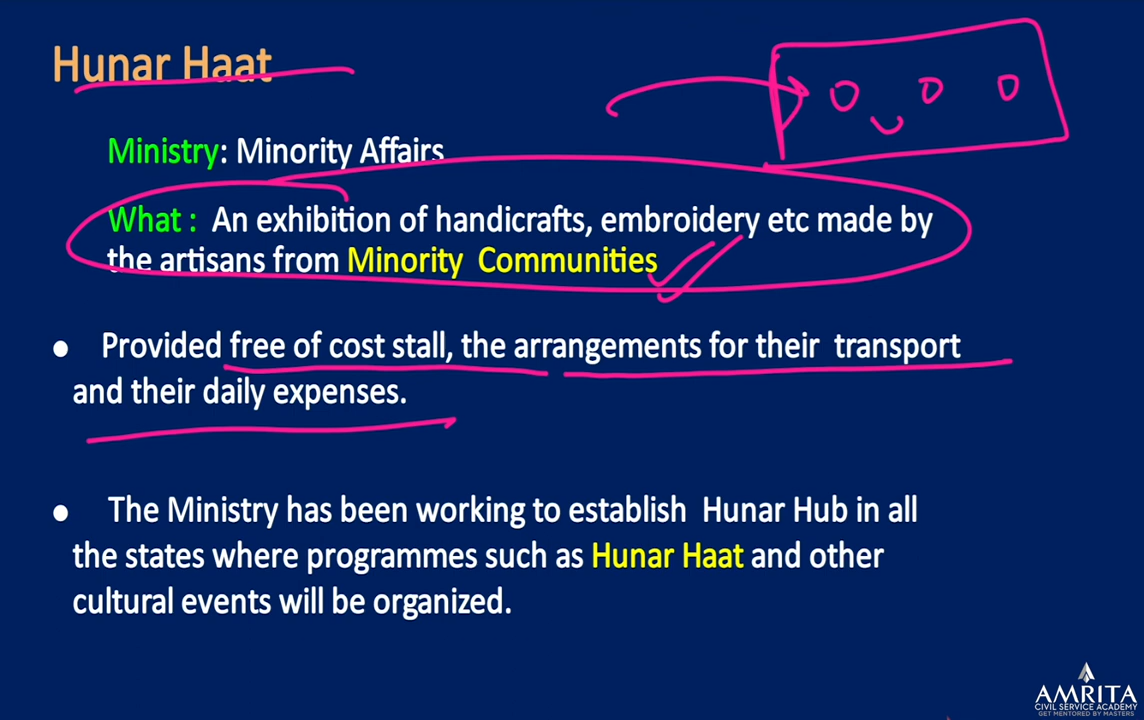 Hunar Haat
Ministry: Minority Affairs
What : An exhibition of handicrafts, embroidery etc made by
the artisans from Minority Communities
• Provided free of cost stall, the arrangements for their transport
and their daily expenses.
• The Ministry has been working to establish Hunar Hub in all
the states where programmes such as Hunar Haat and other
cultural events will be organized.
AMRITA
CIVIL SERVICE ACADEMY
GET MENTORED BY MASTERS